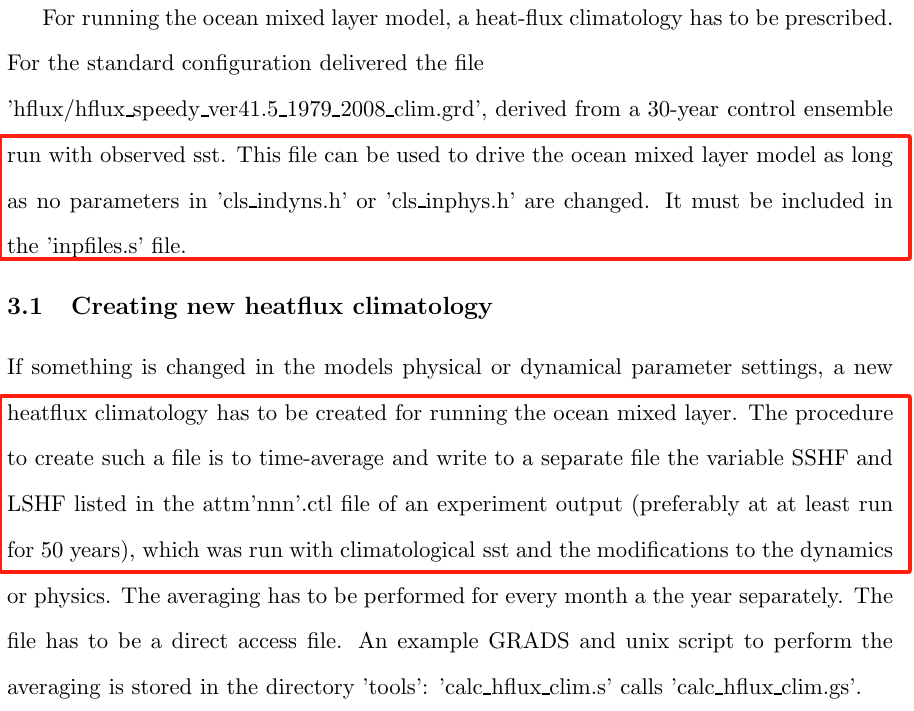 For running the ocean mixed layer model, a heat-flux climatology has to be prescribed.
For the standard configuration delivered the file
'hflux/hflux_speedy_ver41.5_1979_2008_clim.grd', derived from a 30-year control ensemble
run with observed sst. This file can be used to drive the ocean mixed layer model as long
as no parameters in 'cls_indyns.h' or 'cls_inphys.h' are changed. It must be included in
the 'inpfiles.s' file.
3.1 Creating new heatflux climatology
If something is changed in the models physical or dynamical parameter settings, a new
heatflux climatology has to be created for running the ocean mixed layer. The procedure
to create such a file is to time-average and write to a separate file the variable SSHF and
LSHF listed in the attm'nnn'.ctl file of an experiment output (preferably at at least run
for 50 years), which was run with climatological sst and the modifications to the dynamics
or physics. The averaging has to be performed for every month a the year separately. The
file has to be a direct access file. An example GRADS and unix script to perform the
averaging is stored in the directory 'tools': 'calc_hflux_clim.s' calls 'calc_hflux_clim.gs'.